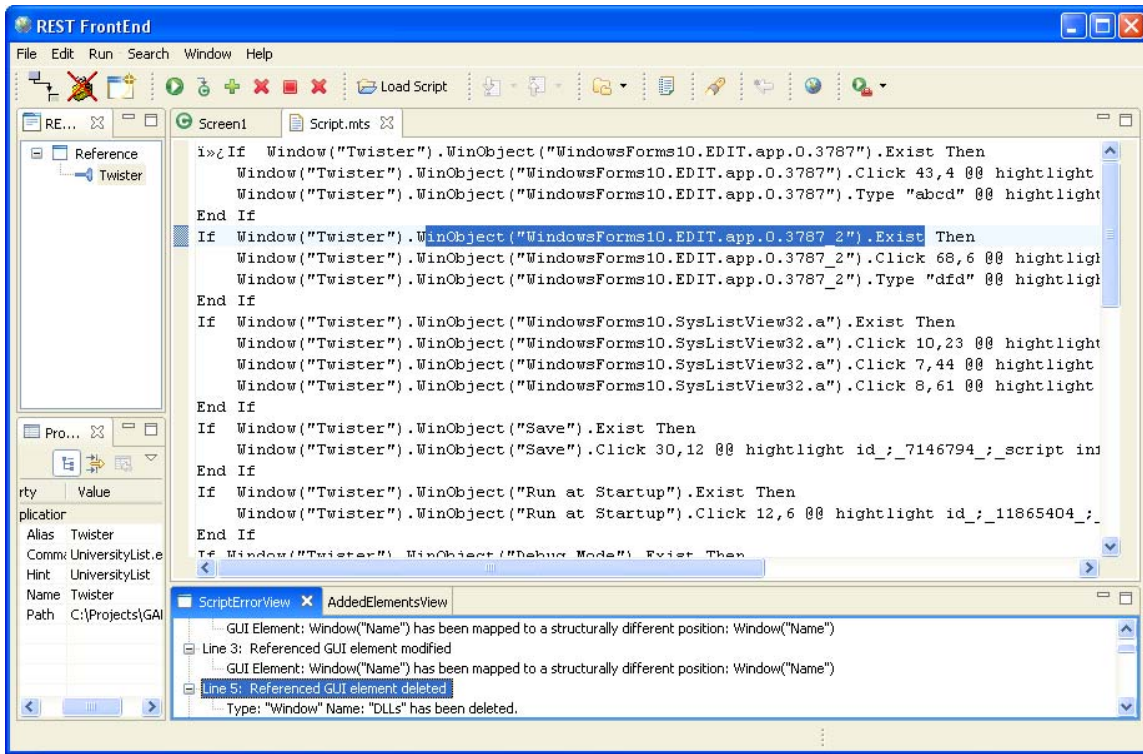 REST FrontEnd
File Edit Run Search Window Help
Load Script
RE...
Screen1
Script.mts
Reference
Twister
ï»¿If Window("Twister").WinObject("WindowsForms10.EDIT.app.0.3787").Exist Then
Window("Twister").WinObject("WindowsForms10.EDIT.app.0.3787").Click 43,4 @@ hightlight
Window("Twister").WinObject("WindowsForms10.EDIT.app.0.3787").Type "abcd" @@ hightlight
End If
If Window("Twister").WinObject("WindowsForms10.EDIT.app.0.3787_2").Exist Then
Window("Twister").WinObject("WindowsForms10.EDIT.app.0.3787_2").Click 68,6 @@ hightligh
Window("Twister").WinObject("WindowsForms10.EDIT.app.0.3787_2").Type "dfd" @@ hightligh
End If
If Window("Twister").WinObject("WindowsForms10.SysListView32.a").Exist Then
Window("Twister").WinObject("WindowsForms10.SysListView32.a").Click 10,23 @@ hightlight
Window("Twister").WinObject("WindowsForms10.SysListView32.a").Click 7,44 @@ hightlight
Window("Twister").WinObject("WindowsForms10.SysListView32.a").Click 8,61 @@ hightlight
End If
If Window("Twister").WinObject("Save").Exist Then
Window("Twister").WinObject("Save").Click 30,12 @@ hightlight id_;_7146794_;_script inf
End If
If Window("Twister").WinObject("Run at Startup").Exist Then
Window("Twister").WinObject("Run at Startup").Click 12,6 @@ hightlight id_;_11865404_;_
End If
If Window("Twister").WinObject("Debug Mode").Exist Then
Pro...
rty Value
plication
Alias Twister
Comma UniversityList.e
Hint UniversityList
Name Twister
Path C:\Projects\GAI
ScriptErrorView
AddedElementsView
GUI Element: Window("Name") has been mapped to a structurally different position: Window("Name")
Line 3: Referenced GUI element modified
GUI Element: Window("Name") has been mapped to a structurally different position: Window("Name")
Line 5: Referenced GUI element deleted
Type: "Window" Name: "DLLs" has been deleted.